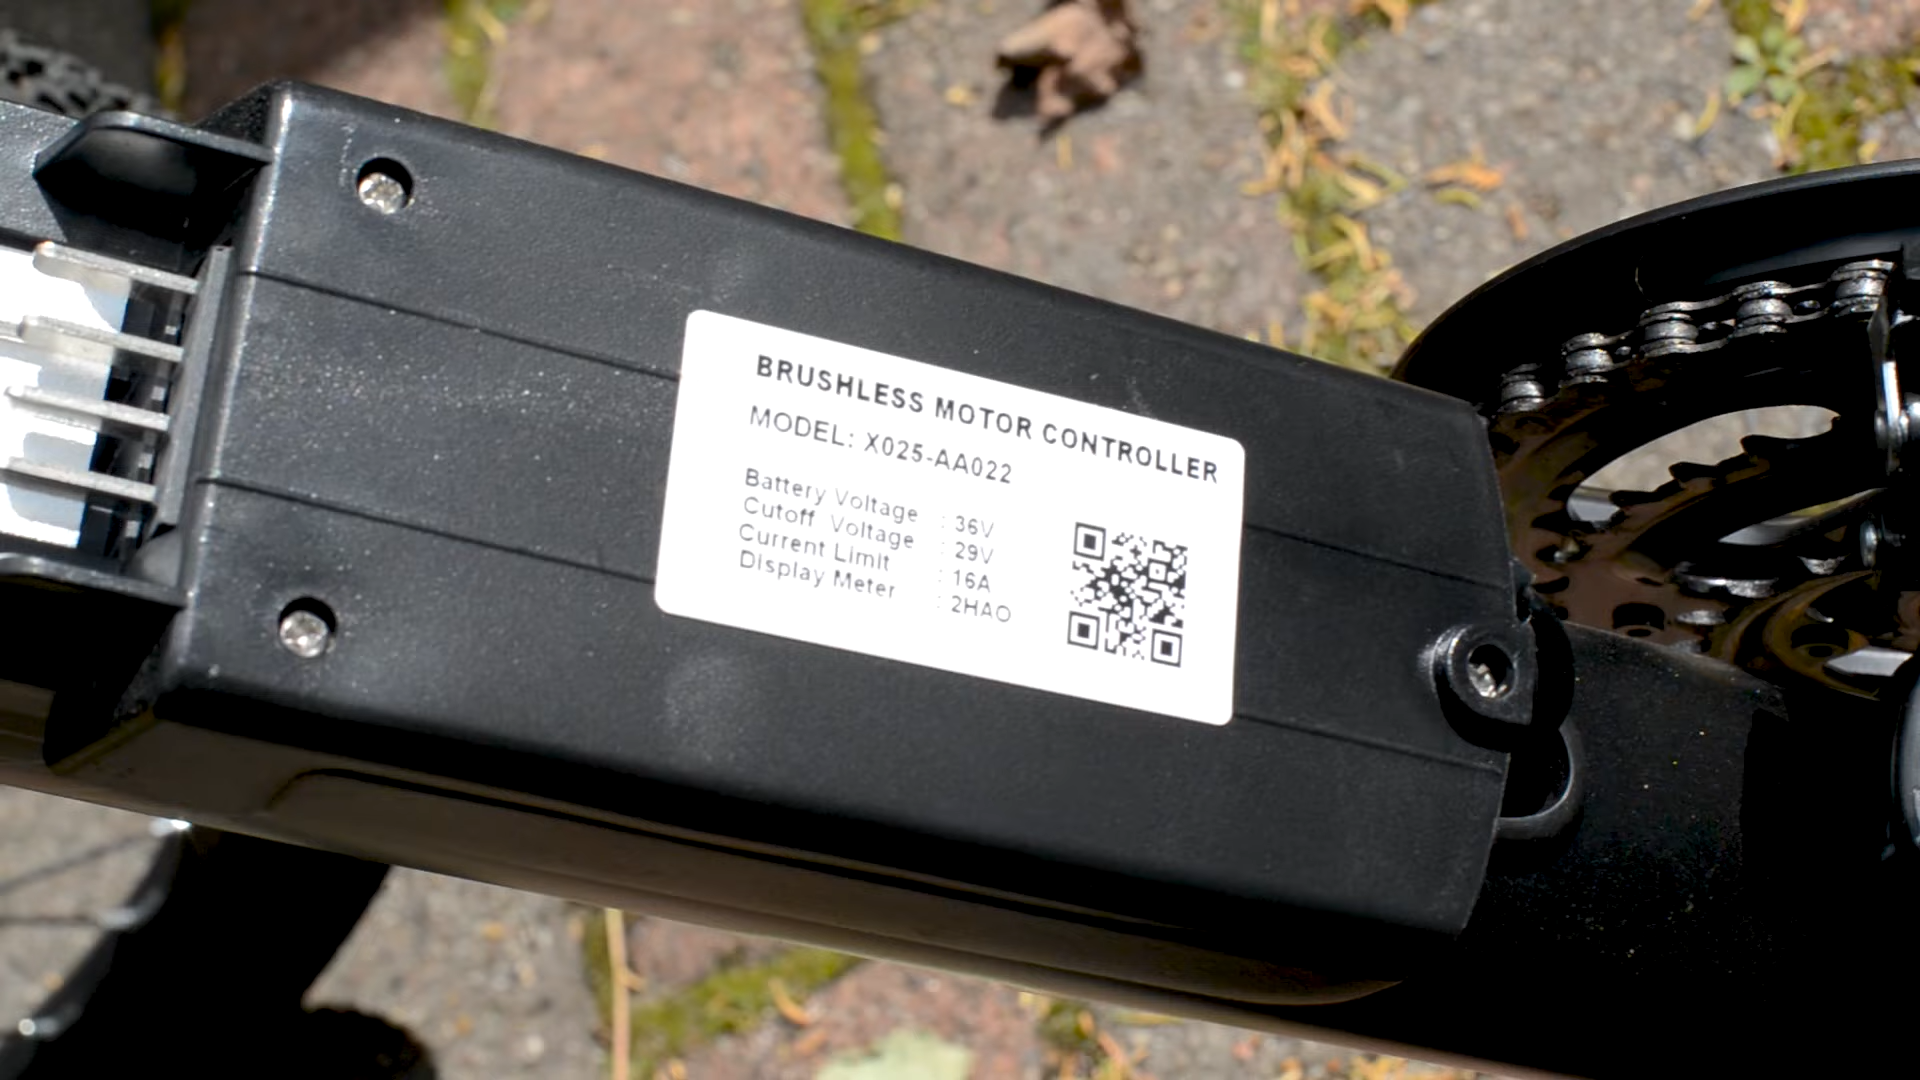 BRUSHLESS MOTOR CONTROLLER
MODEL: X025-AA022
Battery Voltage : 36V
Cutoff Voltage : 29V
Current Limit : 16A
Display Meter : 2HAO